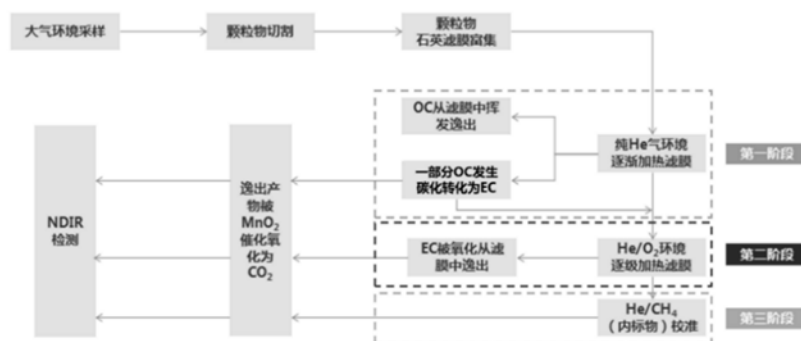 大气环境采样
颗粒物切割
颗粒物
石英滤膜富集
OC从滤膜中挥
发逸出
纯He气环境
逐渐加热滤膜
第一阶段
一部分OC发生
碳化转化为EC
NDIR
检测
逸出产
物被
MnO₂
催化氧
化为
CO₂
EC被氧化从滤
膜中逸出
He/O₂环境
逐级加热滤膜
第二阶段
He/CH₄
（内标物）校准
第三阶段